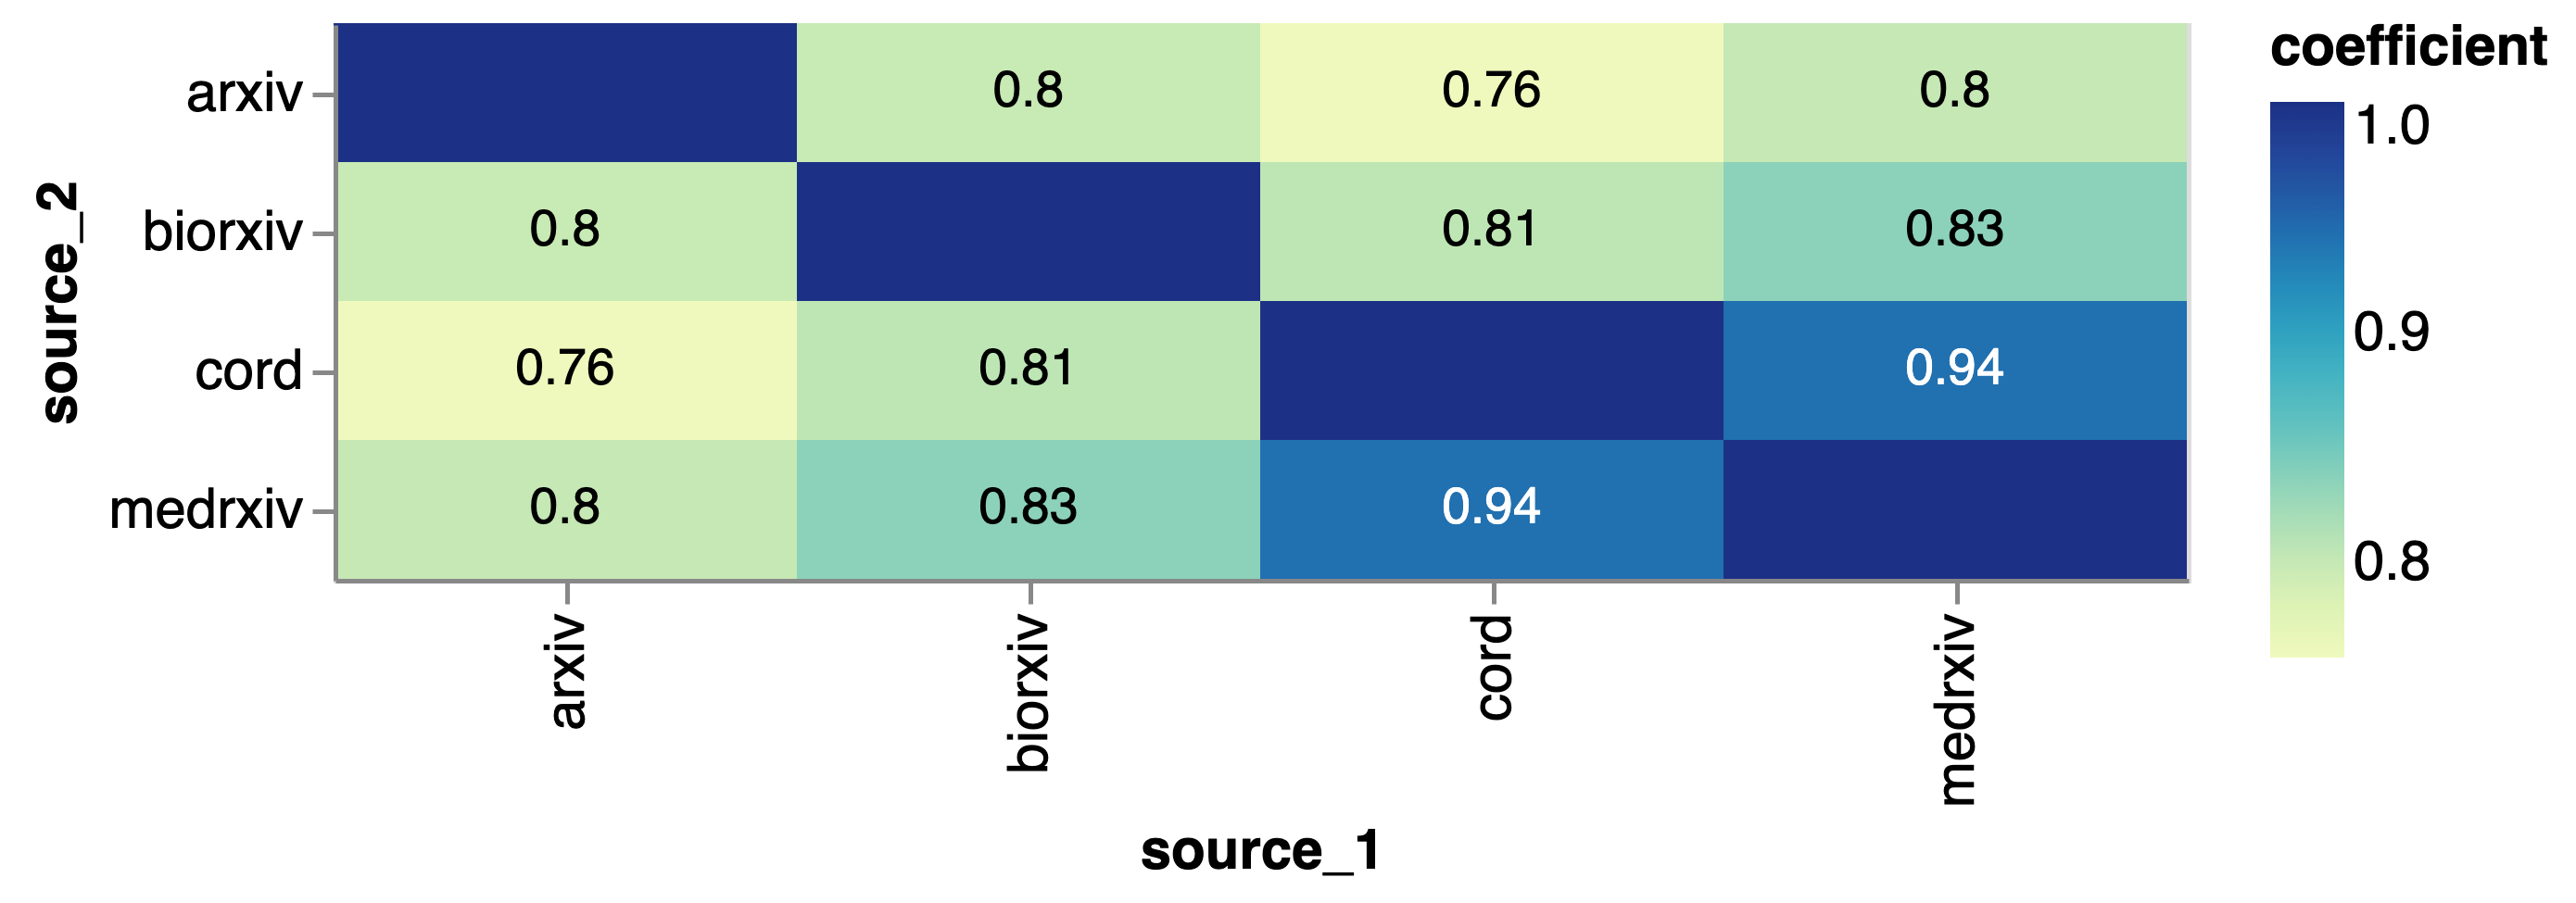 coefficient
1.0
0.9
0.8
source_2
arxiv 0.8 0.76 0.8
biorxiv 0.8 0.81 0.83
cord 0.76 0.81 0.94
medrxiv 0.8 0.83 0.94
arxiv biorxiv cord medrxiv
source_1